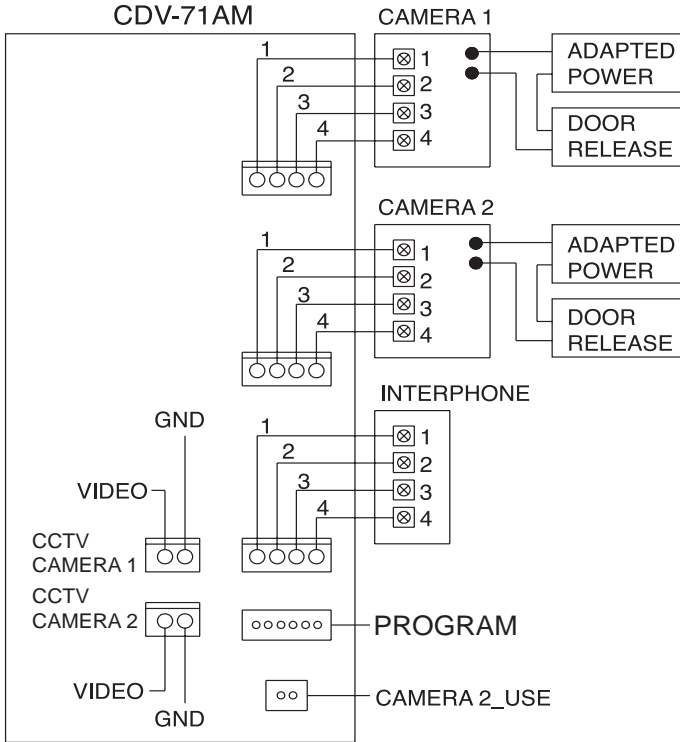 CDV-71AM
CAMERA 1
1
2
3
4
1
2
3
4
ADAPTED
POWER
DOOR
RELEASE
CAMERA 2
1
2
3
4
1
2
3
4
ADAPTED
POWER
DOOR
RELEASE
INTERPHONE
1
2
3
4
1
2
3
4
GND
VIDEO
CCTV
CAMERA 1
CCTV
CAMERA 2
VIDEO
GND
PROGRAM
CAMERA 2_USE